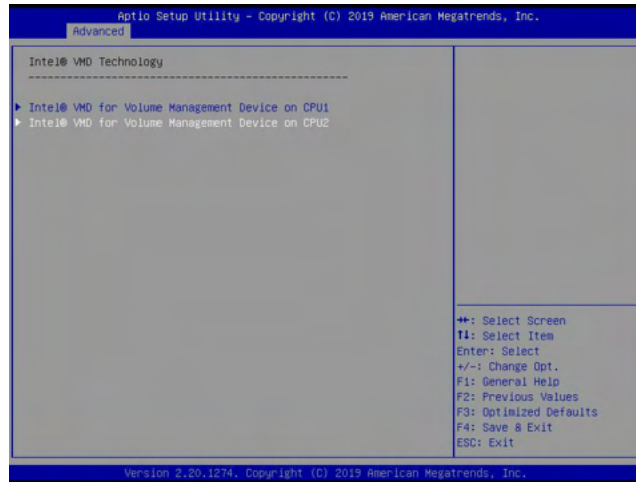 Aptio Setup Utility – Copyright (C) 2019 American Megatrends, Inc.
Advanced
Intel® VMD Technology
------------------------------------------------
Intel® VMD for Volume Management Device on CPU1
Intel® VMD for Volume Management Device on CPU2
→←: Select Screen
↑↓: Select Item
Enter: Select
+/-: Change Opt.
F1: General Help
F2: Previous Values
F3: Optimized Defaults
F4: Save & Exit
ESC: Exit
Version 2.20.1274. Copyright (C) 2019 American Megatrends, Inc.